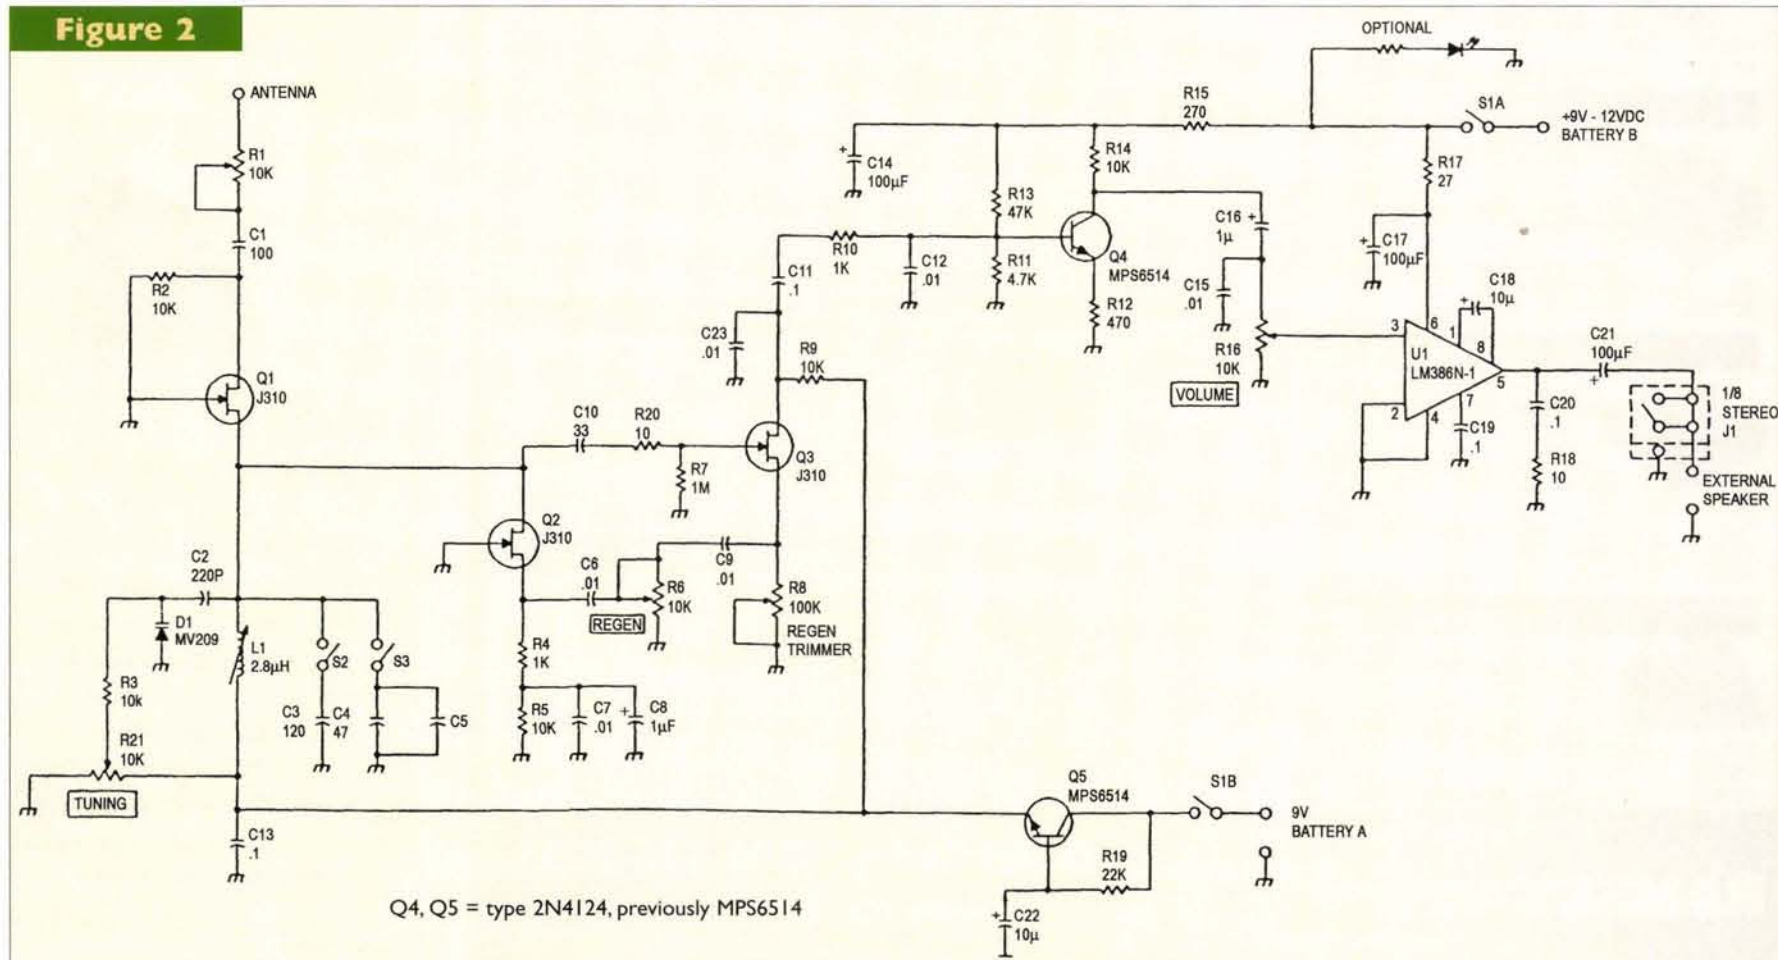 Figure 2
ANTENNA
R1
10K
C1
100
R2
10K
Q1
J310
C2
220P
D1
MV209
L1
2.8µH
S2
S3
R3
10k
R21
10K
TUNING
C3
120
C4
47
C5
C13
.1
C10
33
R20
10
R7
1M
Q2
J310
C6
.01
REGEN
R6
10K
C9
.01
R8
100K
REGEN
TRIMMER
R4
1K
R5
10K
C7
.01
C8
+
1µF
Q3
J310
R9
10K
C23
.01
C11
.1
R10
1K
C12
.01
+
C14
100µF
R13
47K
R11
4.7K
R15
270
R14
10K
Q4
MPS6514
R12
470
C16
+
1µ
C15
.01
R16
10K
VOLUME
OPTIONAL
S1A
+9V - 12VDC
BATTERY B
R17
27
+
C17
100µF
C18
+
10µ
3
6
1
8
U1
LM386N-1
5
2
4
7
C19
.1
C21
100µF
+
C20
.1
R18
10
1/8
STEREO
J1
EXTERNAL
SPEAKER
Q5
MPS6514
S1B
9V
BATTERY A
R19
22K
+
C22
10µ
Q4, Q5 = type 2N4124, previously MPS6514